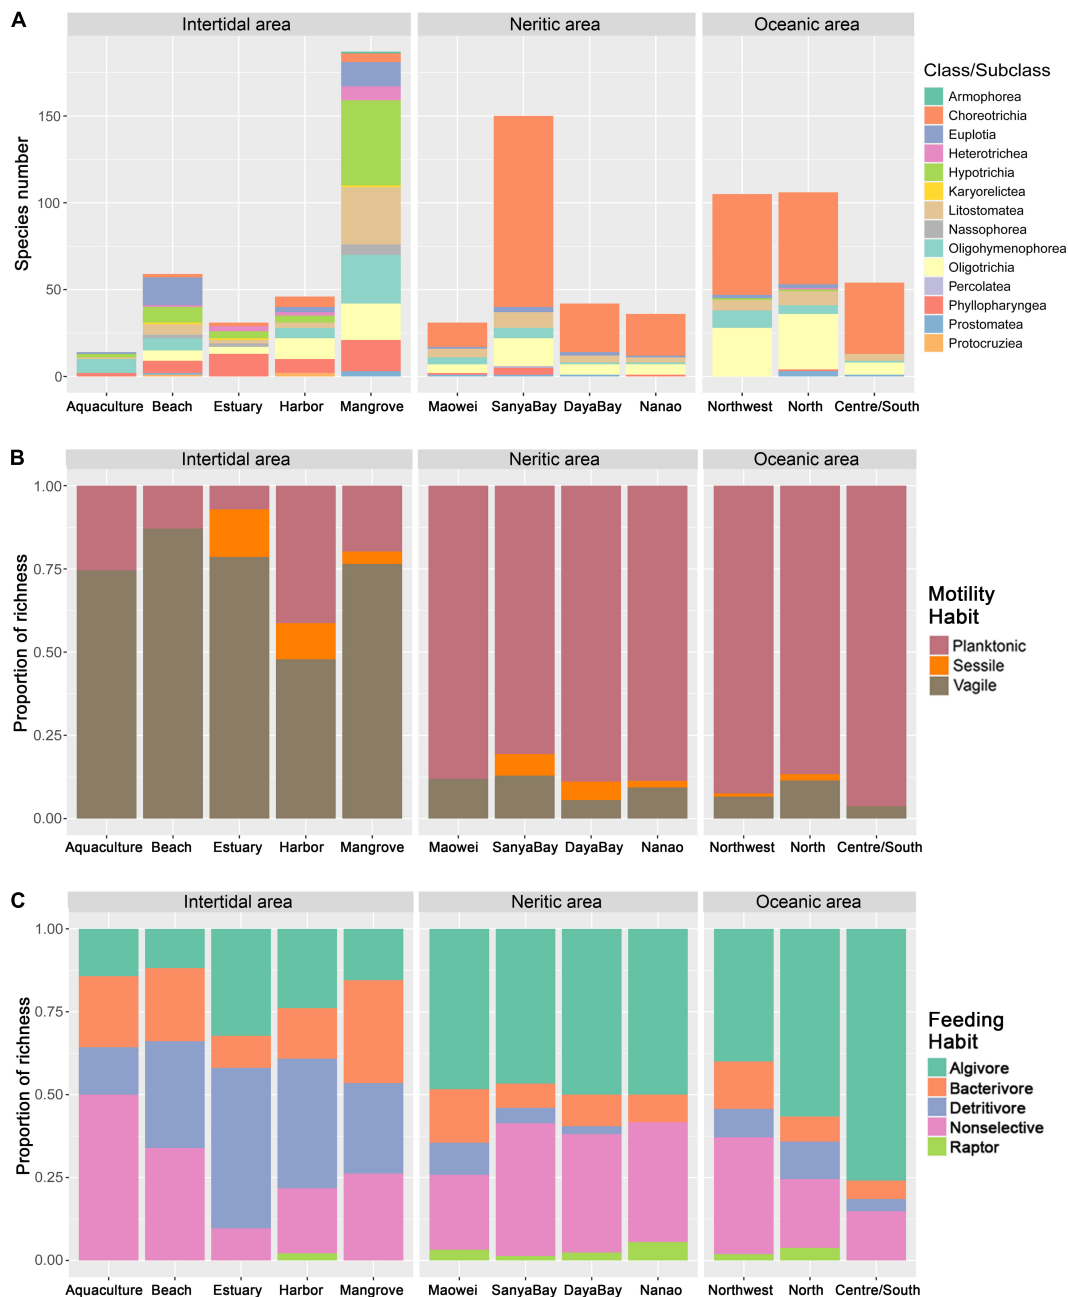 A
Intertidal area
Neritic area
Oceanic area
Species number
150
100
50
0
Aquaculture Beach Estuary Harbor Mangrove
Maowei SanyaBay DayaBay Nanao
Northwest North Centre/South
Class/Subclass
Armophorea
Choreotrichia
Euplotia
Heterotrichea
Hypotrichia
Karyorelictea
Litostomatea
Nassophorea
Oligohymenophorea
Oligotrichia
Percolatea
Phyllopharyngea
Prostomatea
Protocruziea
B
Intertidal area
Neritic area
Oceanic area
Proportion of richness
1.00
0.75
0.50
0.25
0.00
Aquaculture Beach Estuary Harbor Mangrove
Maowei SanyaBay DayaBay Nanao
Northwest North Centre/South
Motility
Habit
Planktonic
Sessile
Vagile
C
Intertidal area
Neritic area
Oceanic area
Proportion of richness
1.00
0.75
0.50
0.25
0.00
Aquaculture Beach Estuary Harbor Mangrove
Maowei SanyaBay DayaBay Nanao
Northwest North Centre/South
Feeding
Habit
Algivore
Bacterivore
Detritivore
Nonselective
Raptor